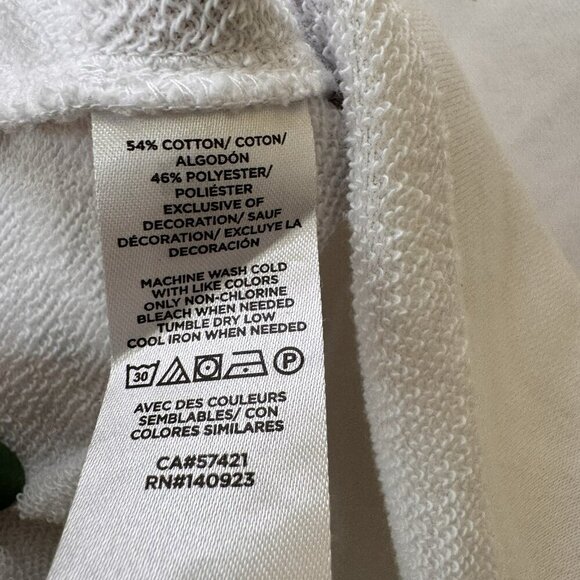 54% COTTON/ COTON/
ALGODÓN
46% POLYESTER/
POLIÉSTER
EXCLUSIVE OF
DECORATION/ SAUF
DÉCORATION/ EXCLUYE LA
DECORACIÓN
MACHINE WASH COLD
WITH LIKE COLORS
ONLY NON-CHLORINE
BLEACH WHEN NEEDED
TUMBLE DRY LOW
COOL IRON WHEN NEEDED
30 P
AVEC DES COULEURS
SEMBLABLES/ CON
COLORES SIMILARES
CA#57421
RN#140923